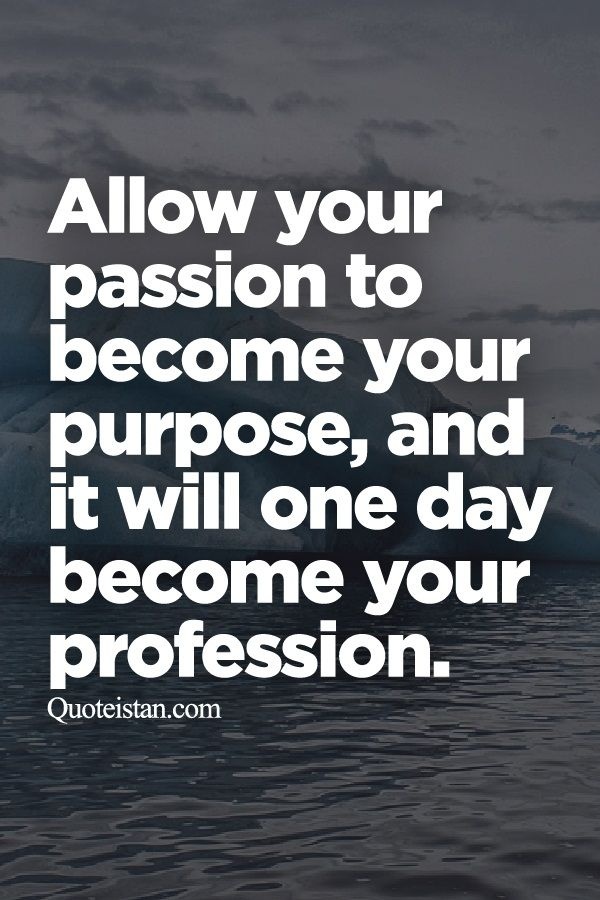 Allow your
passion to
become your
purpose, and
it will one day
become your
profession.
Quoteistan.com